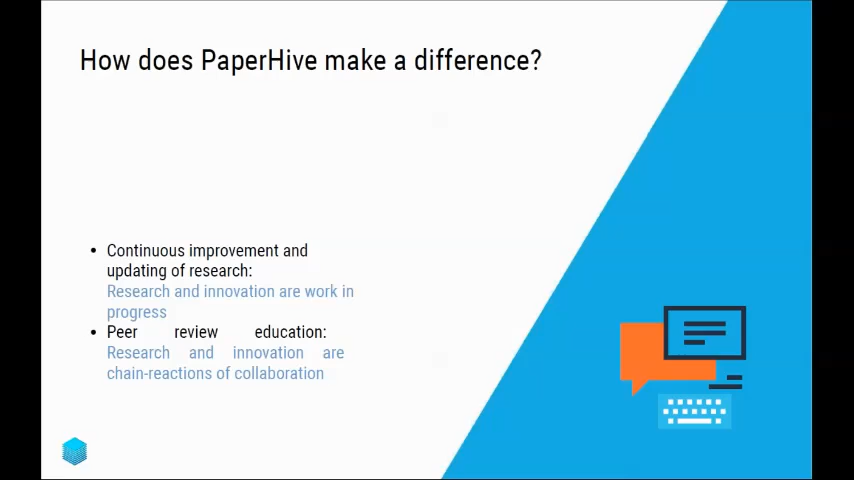 How does PaperHive make a difference?
• Continuous improvement and
updating of research:
Research and innovation are work in
progress
• Peer review education:
Research and innovation are
chain-reactions of collaboration